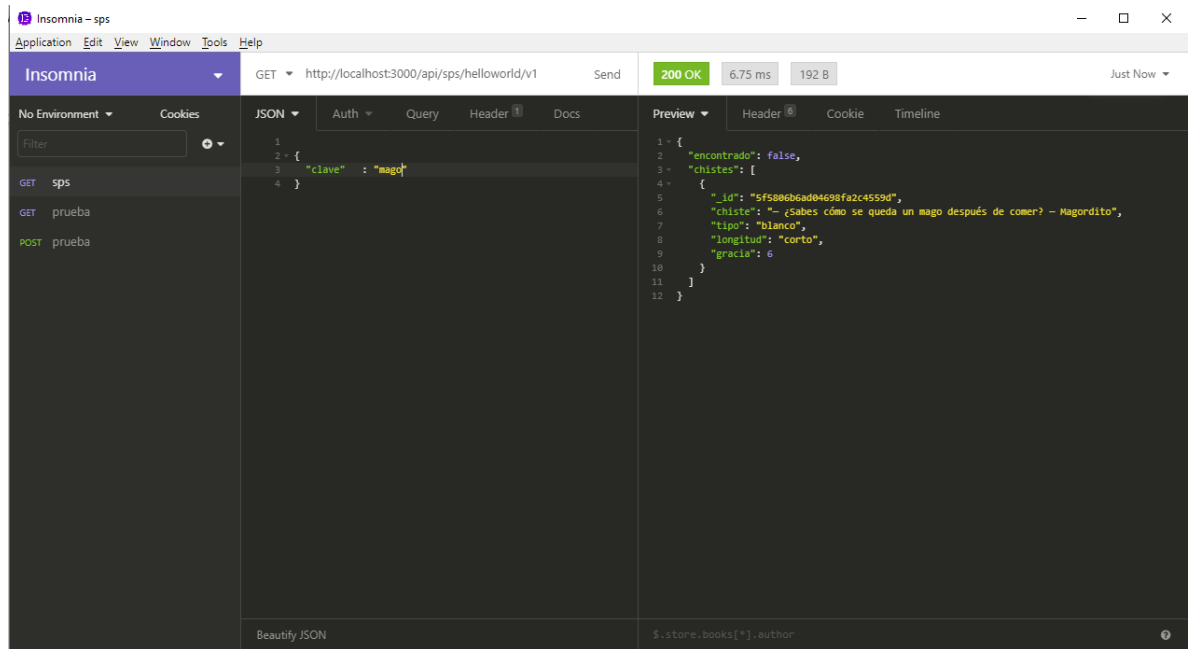 Insomnia – sps
Application Edit View Window Tools Help
Insomnia
GET http://localhost:3000/api/sps/helloworld/v1 Send
200 OK 6.75 ms 192 B Just Now
No Environment Cookies
JSON Auth Query Header 1 Docs
Preview Header 6 Cookie Timeline
Filter
GET sps
GET prueba
POST prueba
1
2 {
3 "clave" : "mago"
4 }
1 {
2 "encontrado": false,
3 "chistes": [
4 {
5 "_id": "5f5806b6ad04698fa2c4559d",
6 "chiste": "— ¿Sabes cómo se queda un mago después de comer? — Magordito",
7 "tipo": "blanco",
8 "longitud": "corto",
9 "gracia": 6
10 }
11 ]
12 }
Beautify JSON
$.store.books[*].author